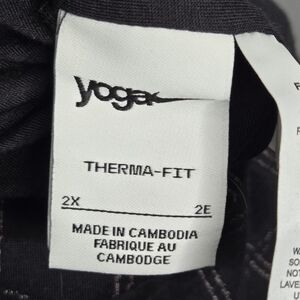 yoga
THERMA-FIT
2X 2E
MADE IN CAMBODIA
FABRIQUE AU
CAMBODGE